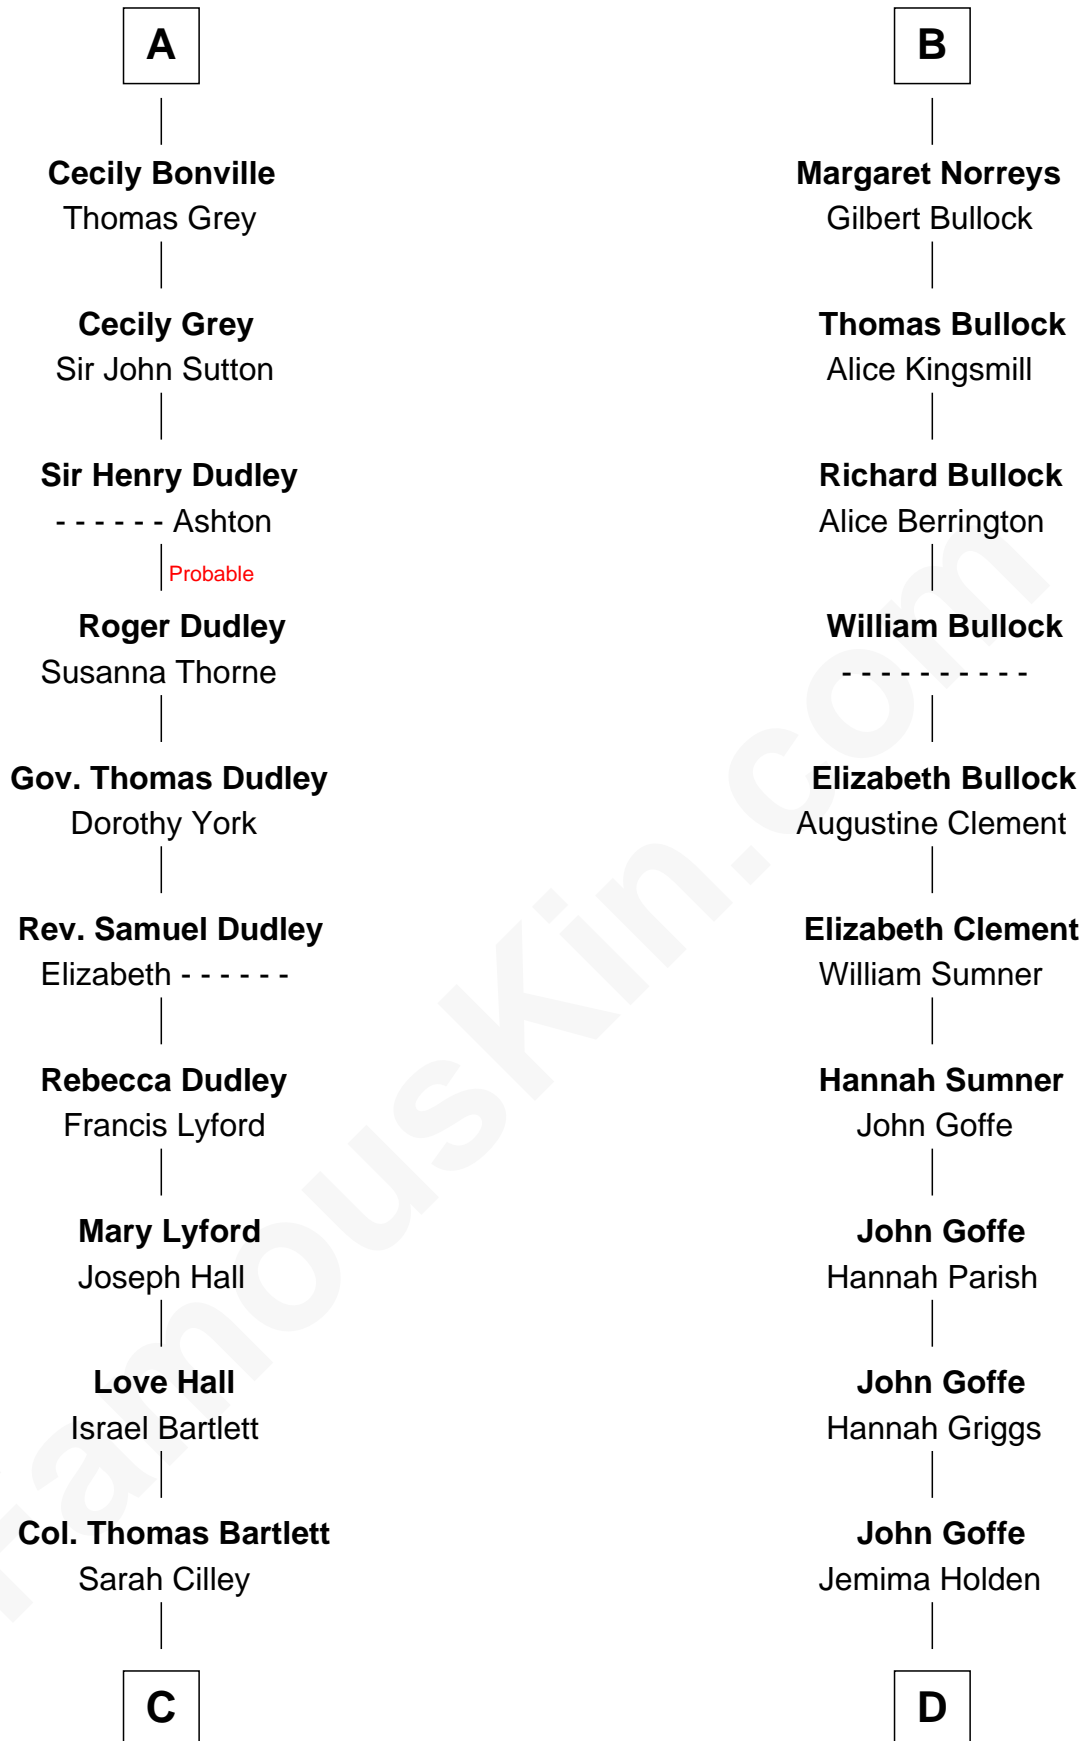 A
Cecily Bonville
Thomas Grey
Cecily Grey
Sir John Sutton
Sir Henry Dudley
- - - - - - Ashton
Probable
Roger Dudley
Susanna Thorne
Gov. Thomas Dudley
Dorothy York
Rev. Samuel Dudley
Elizabeth - - - - - -
Rebecca Dudley
Francis Lyford
Mary Lyford
Joseph Hall
Love Hall
Israel Bartlett
Col. Thomas Bartlett
Sarah Cilley
C
B
Margaret Norreys
Gilbert Bullock
Thomas Bullock
Alice Kingsmill
Richard Bullock
Alice Berrington
William Bullock
- - - - - - - - - -
Elizabeth Bullock
Augustine Clement
Elizabeth Clement
William Sumner
Hannah Sumner
John Goffe
John Goffe
Hannah Parish
John Goffe
Hannah Griggs
John Goffe
Jemima Holden
D
FamousKin.com